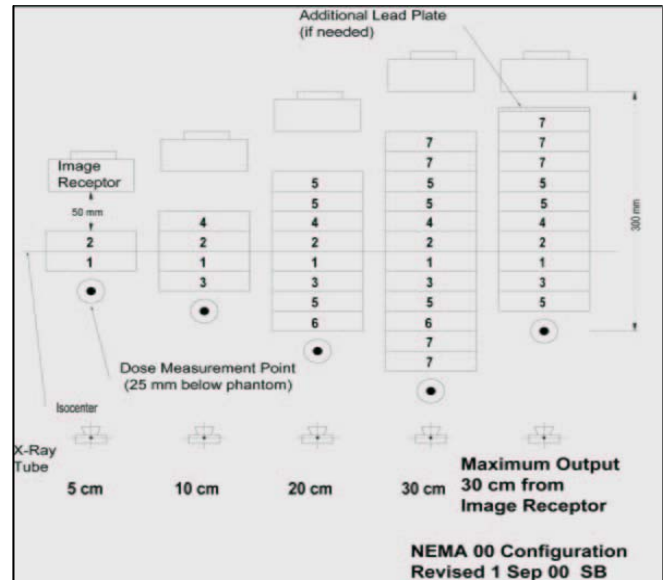 Additional Lead Plate
(if needed)
Image
Receptor
50 mm
300 mm
2
1
4
2
1
3
5
5
4
2
1
3
5
6
7
7
5
5
4
2
1
3
5
6
7
7
7
7
7
5
5
4
2
1
3
5
Dose Measurement Point
(25 mm below phantom)
Isocenter
X-Ray
Tube
5 cm
10 cm
20 cm
30 cm
Maximum Output
30 cm from
Image Receptor
NEMA 00 Configuration
Revised 1 Sep 00 SB